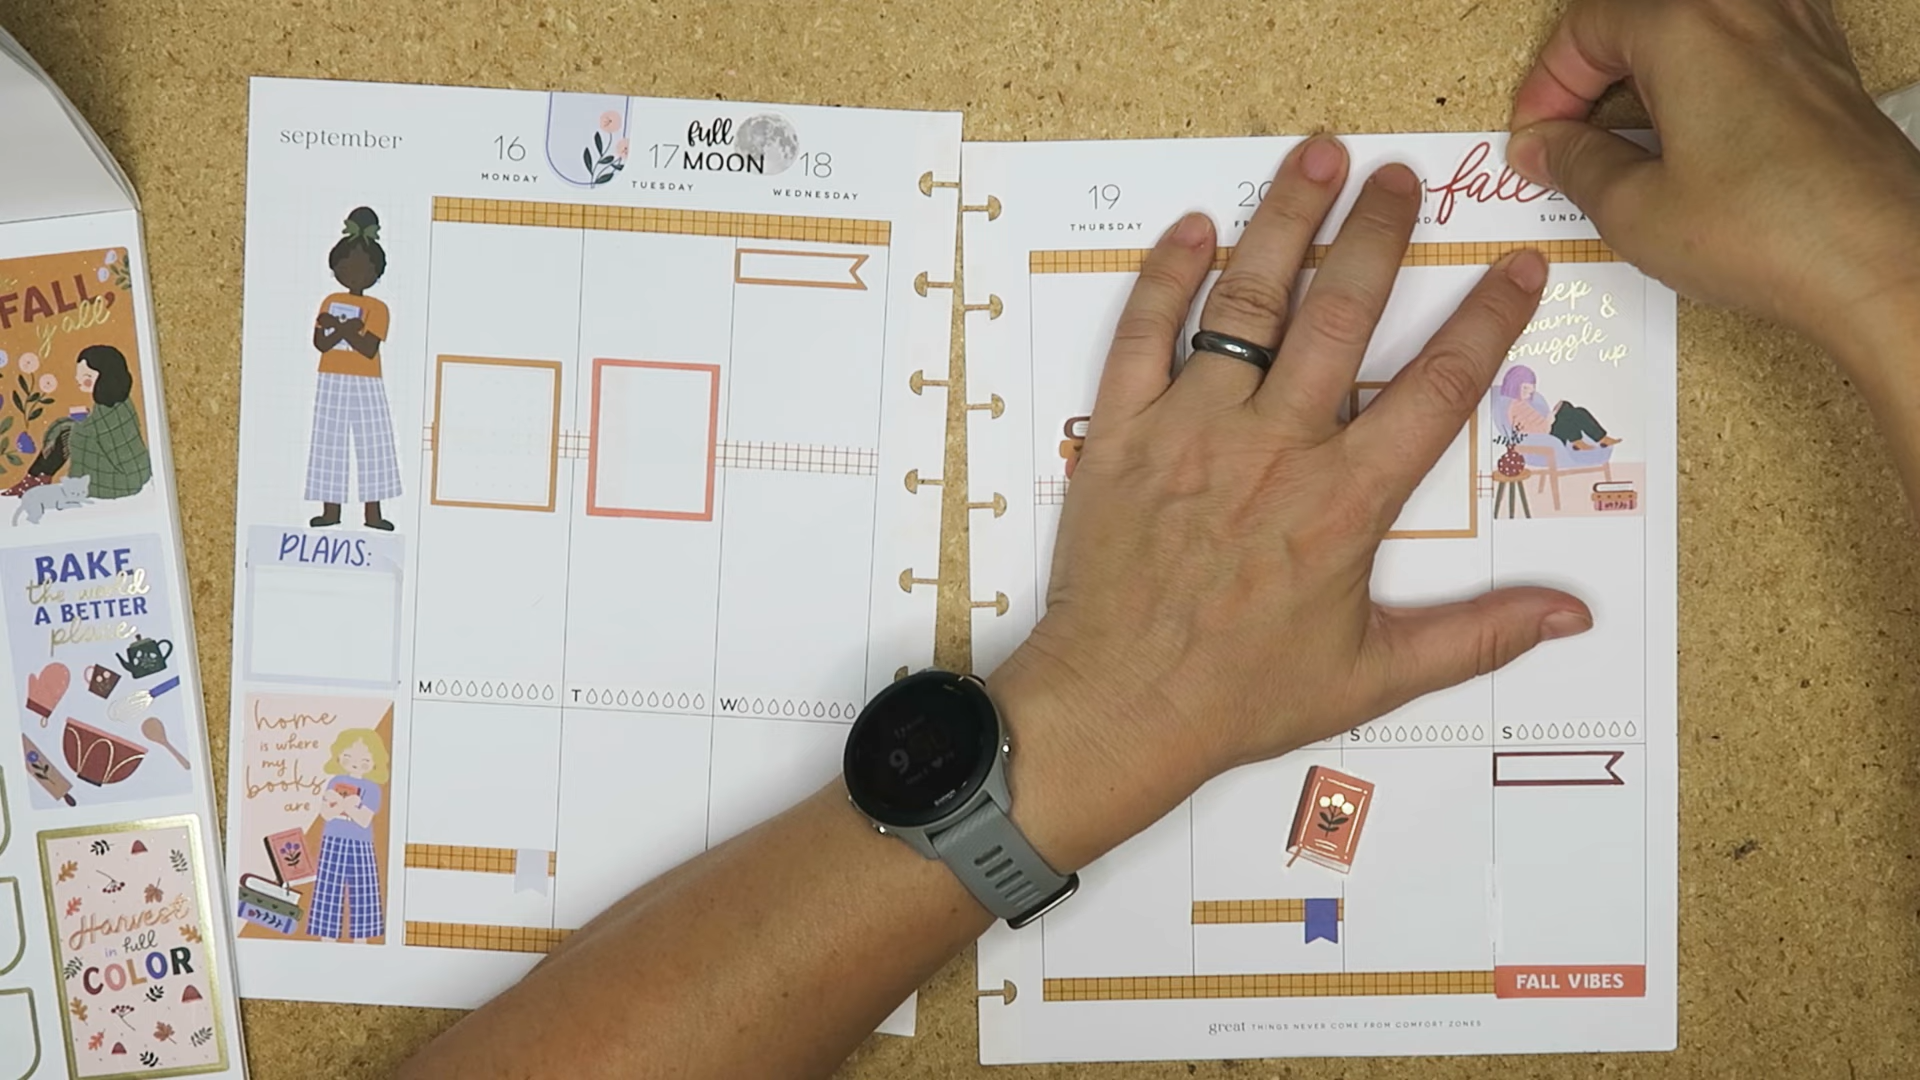 september
16
MONDAY
17
TUESDAY
full
MOON
18
WEDNESDAY
19
THURSDAY
fall
SUNDA
FALL,
y'all
BAKE
the world
A BETTER
place
Harvest
in full
COLOR
PLANS:
home
is where
my
books
are
M
T
W
warm &
snuggle
up
S
S
FALL VIBES
great THINGS NEVER COME FROM COMFORT ZONES